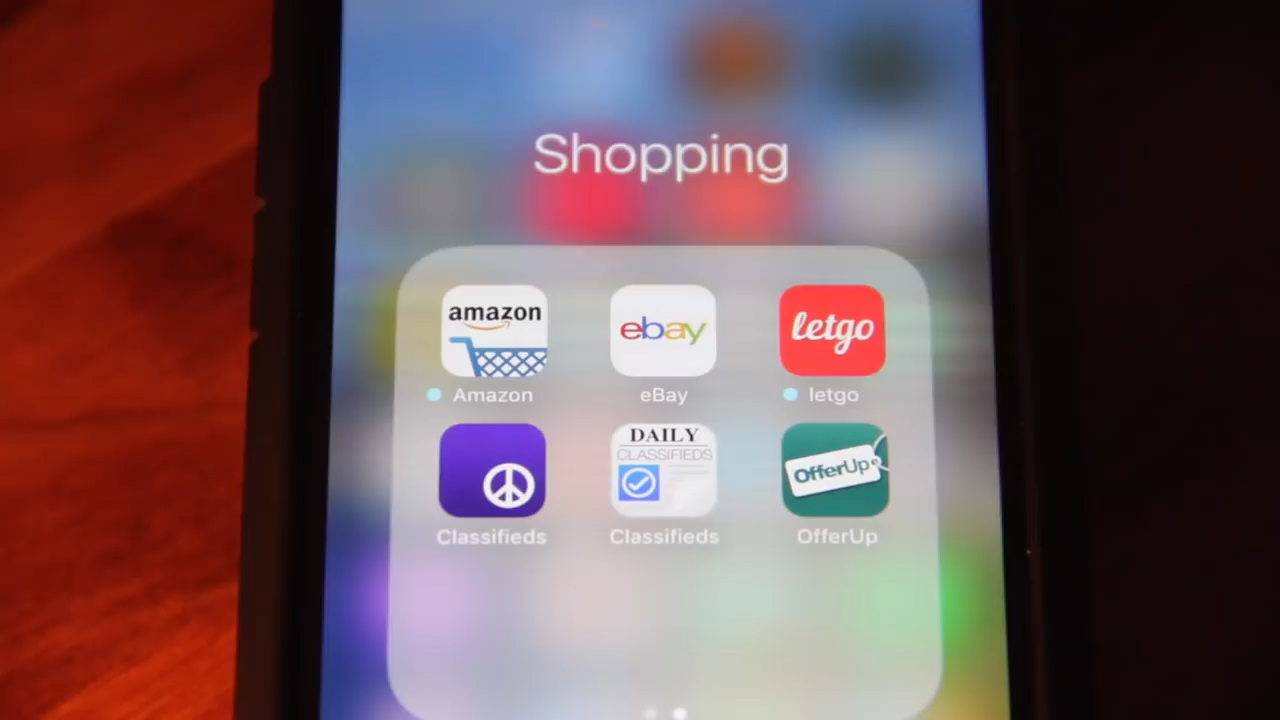 Shopping
amazon
ebay
letgo
Amazon
eBay
letgo
DAILY
CLASSIFIEDS
OfferUp
Classifieds
Classifieds
OfferUp